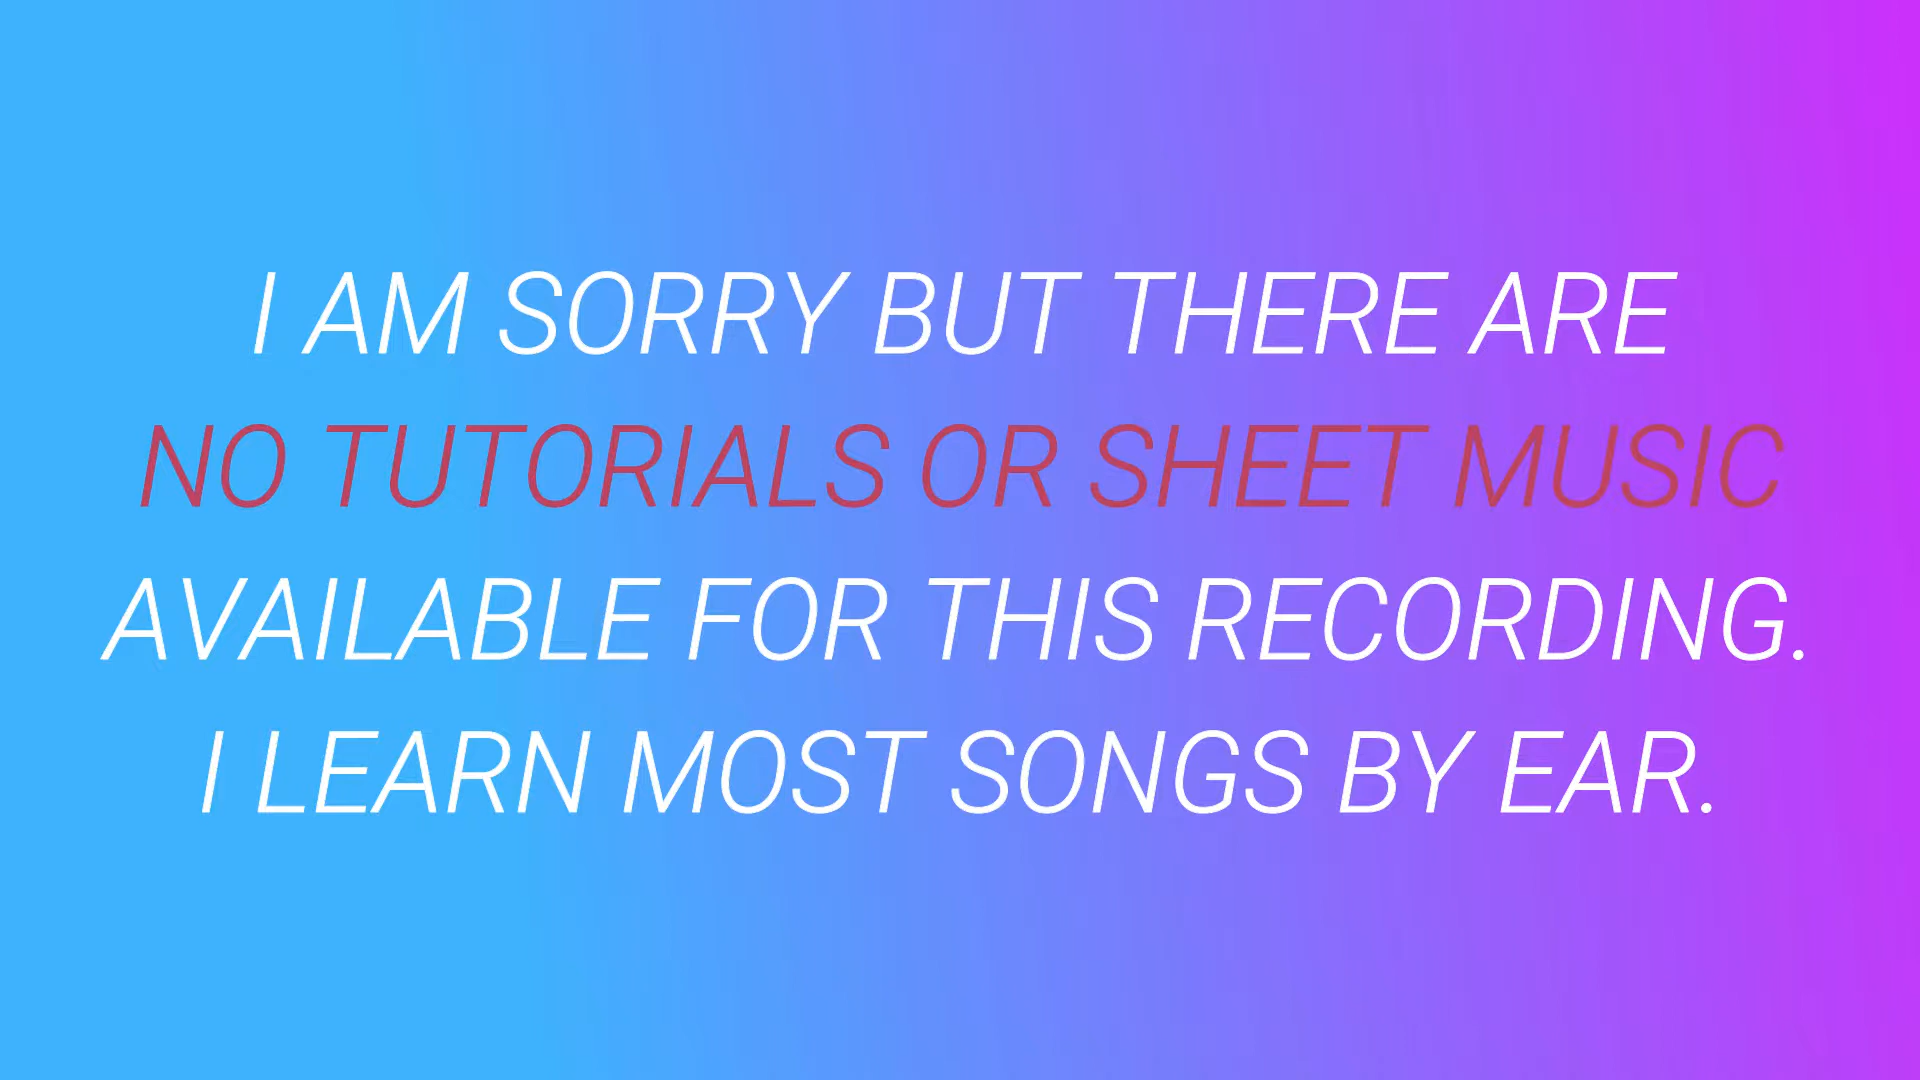 I AM SORRY BUT THERE ARE
NO TUTORIALS OR SHEET MUSIC
AVAILABLE FOR THIS RECORDING.
I LEARN MOST SONGS BY EAR.